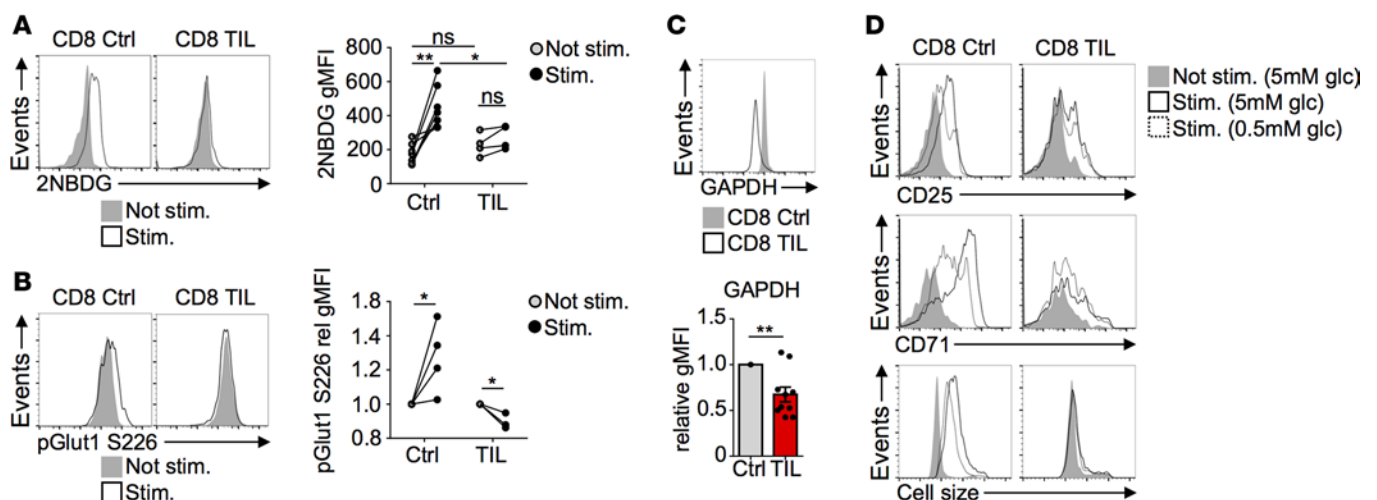 A
CD8 Ctrl
CD8 TIL
Events
2NBDG
Not stim.
Stim.
2NBDG gMFI
800
600
400
200
0
ns
**
*
ns
Ctrl
TIL
Not stim.
Stim.
B
CD8 Ctrl
CD8 TIL
Events
pGlut1 S226
Not stim.
Stim.
pGlut1 S226 rel gMFI
1.8
1.4
1.2
1.0
0.8
*
*
Ctrl
TIL
Not stim.
Stim.
C
Events
GAPDH
CD8 Ctrl
CD8 TIL
GAPDH
relative gMFI
1.5
1.0
0.5
0
**
Ctrl TIL
D
CD8 Ctrl
CD8 TIL
Not stim. (5mM glc)
Stim. (5mM glc)
Stim. (0.5mM glc)
Events
CD25
Events
CD71
Events
Cell size